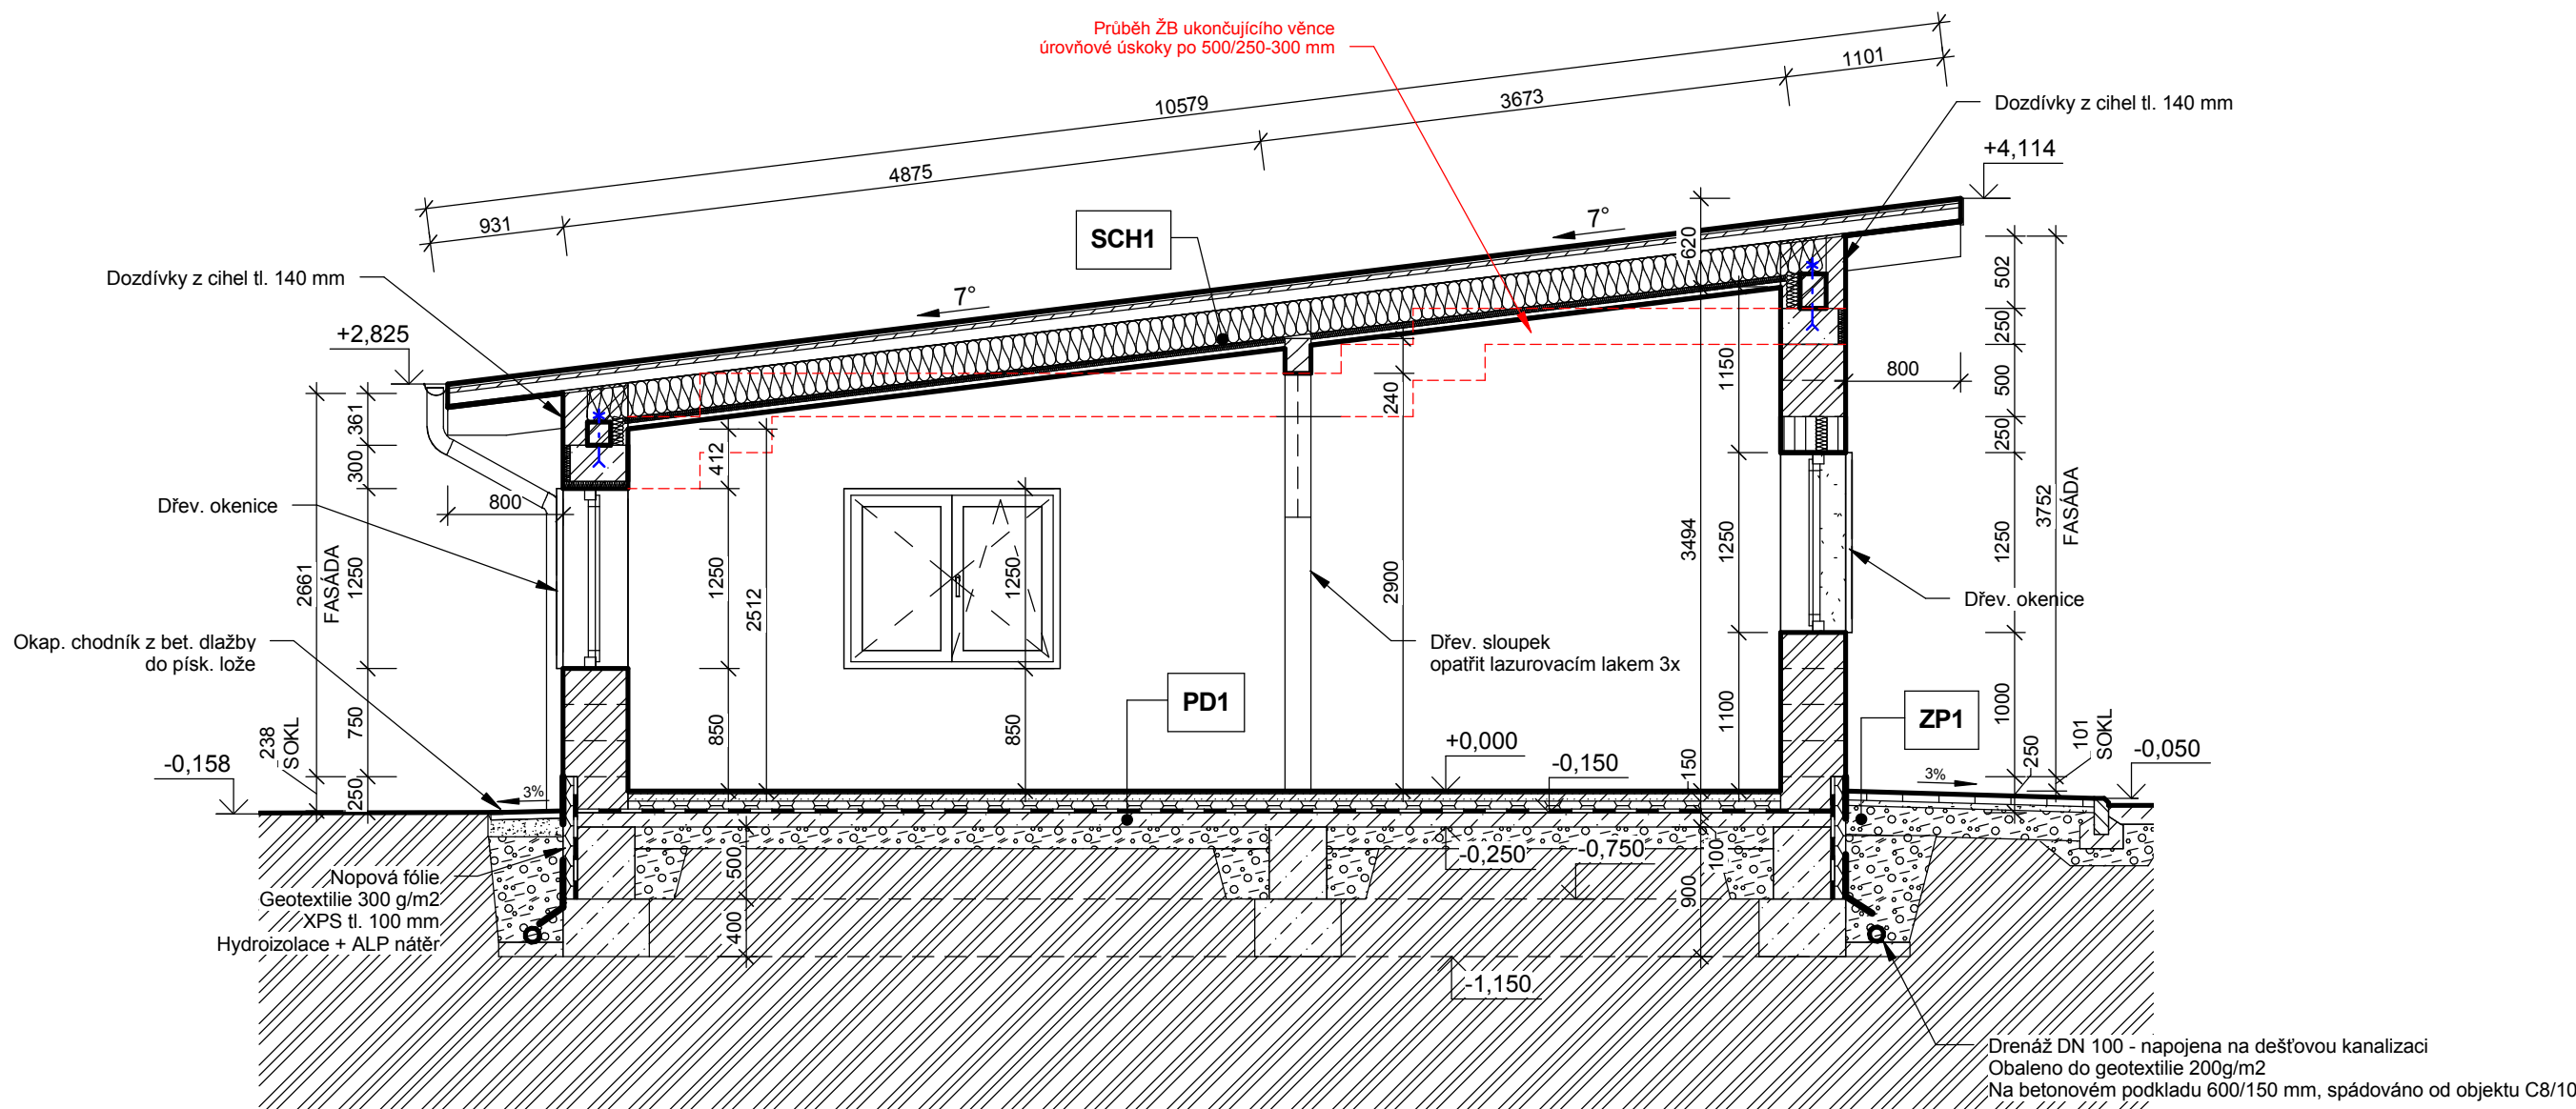 Průběh ŽB ukončujícího věnce
úrovňové úskoky po 500/250-300 mm
1101
10579
3673
Dozdívky z cihel tl. 140 mm
4875
+4,114
931
SCH1
7°
620
502
Dozdívky z cihel tl. 140 mm
7°
250
+2,825
1150
800
500
361
240
412
250
300
Dřev. okenice
800
2661
FASÁDA
1250
1250
2512
1250
2900
3494
1250
1250
3752
FASÁDA
Dřev. okenice
Okap. chodník z bet. dlažby
do písk. lože
Dřev. sloupek
opatřit lazurovacím lakem 3x
PD1
ZP1
238
SOKL
750
850
850
1100
1000
101
SOKL
250
+0,000
-0,158
-0,150
150
-0,050
250
3%
3%
Nopová fólie
Geotextilie 300 g/m2
XPS tl. 100 mm
Hydroizolace + ALP nátěr
500
-0,250
-0,750
100
400
900
-1,150
Drenáž DN 100 - napojena na dešťovou kanalizaci
Obaleno do geotextilie 200g/m2
Na betonovém podkladu 600/150 mm, spádováno od objektu C8/10